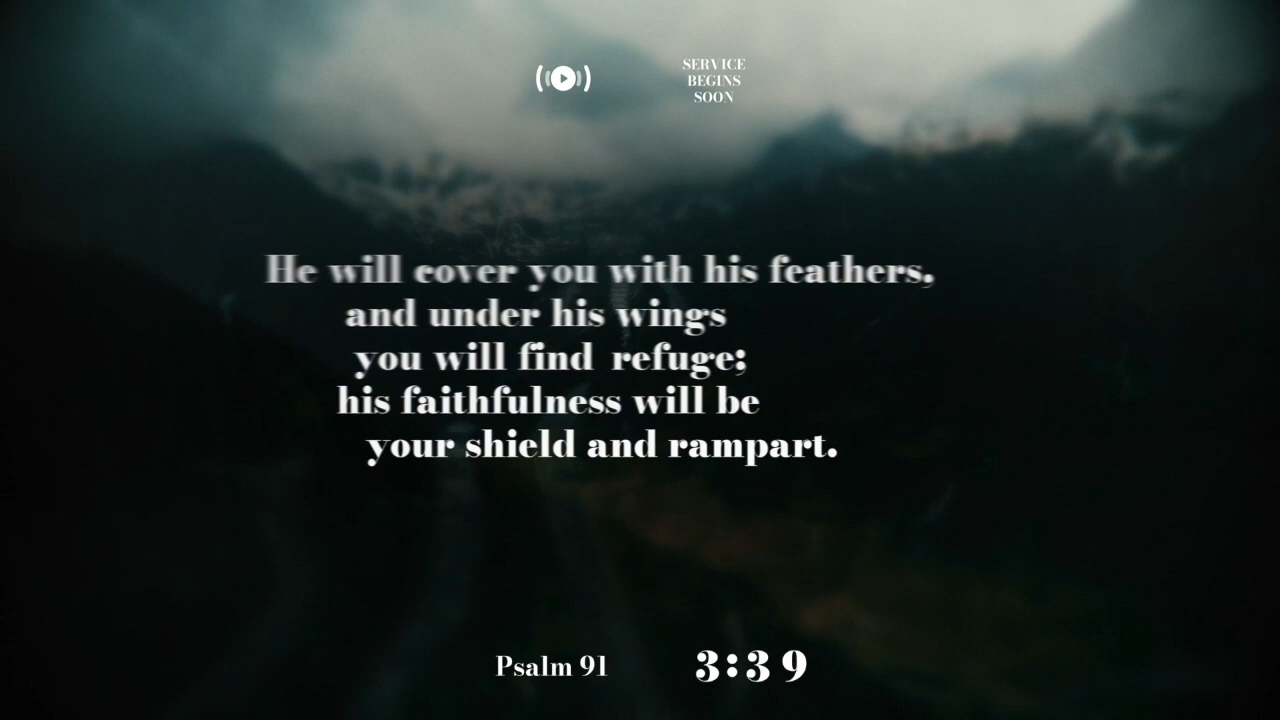 SERVICE
BEGINS
SOON
He will cover you with his feathers,
and under his wings
you will find refuge;
his faithfulness will be
your shield and rampart.
Psalm 91
3:39